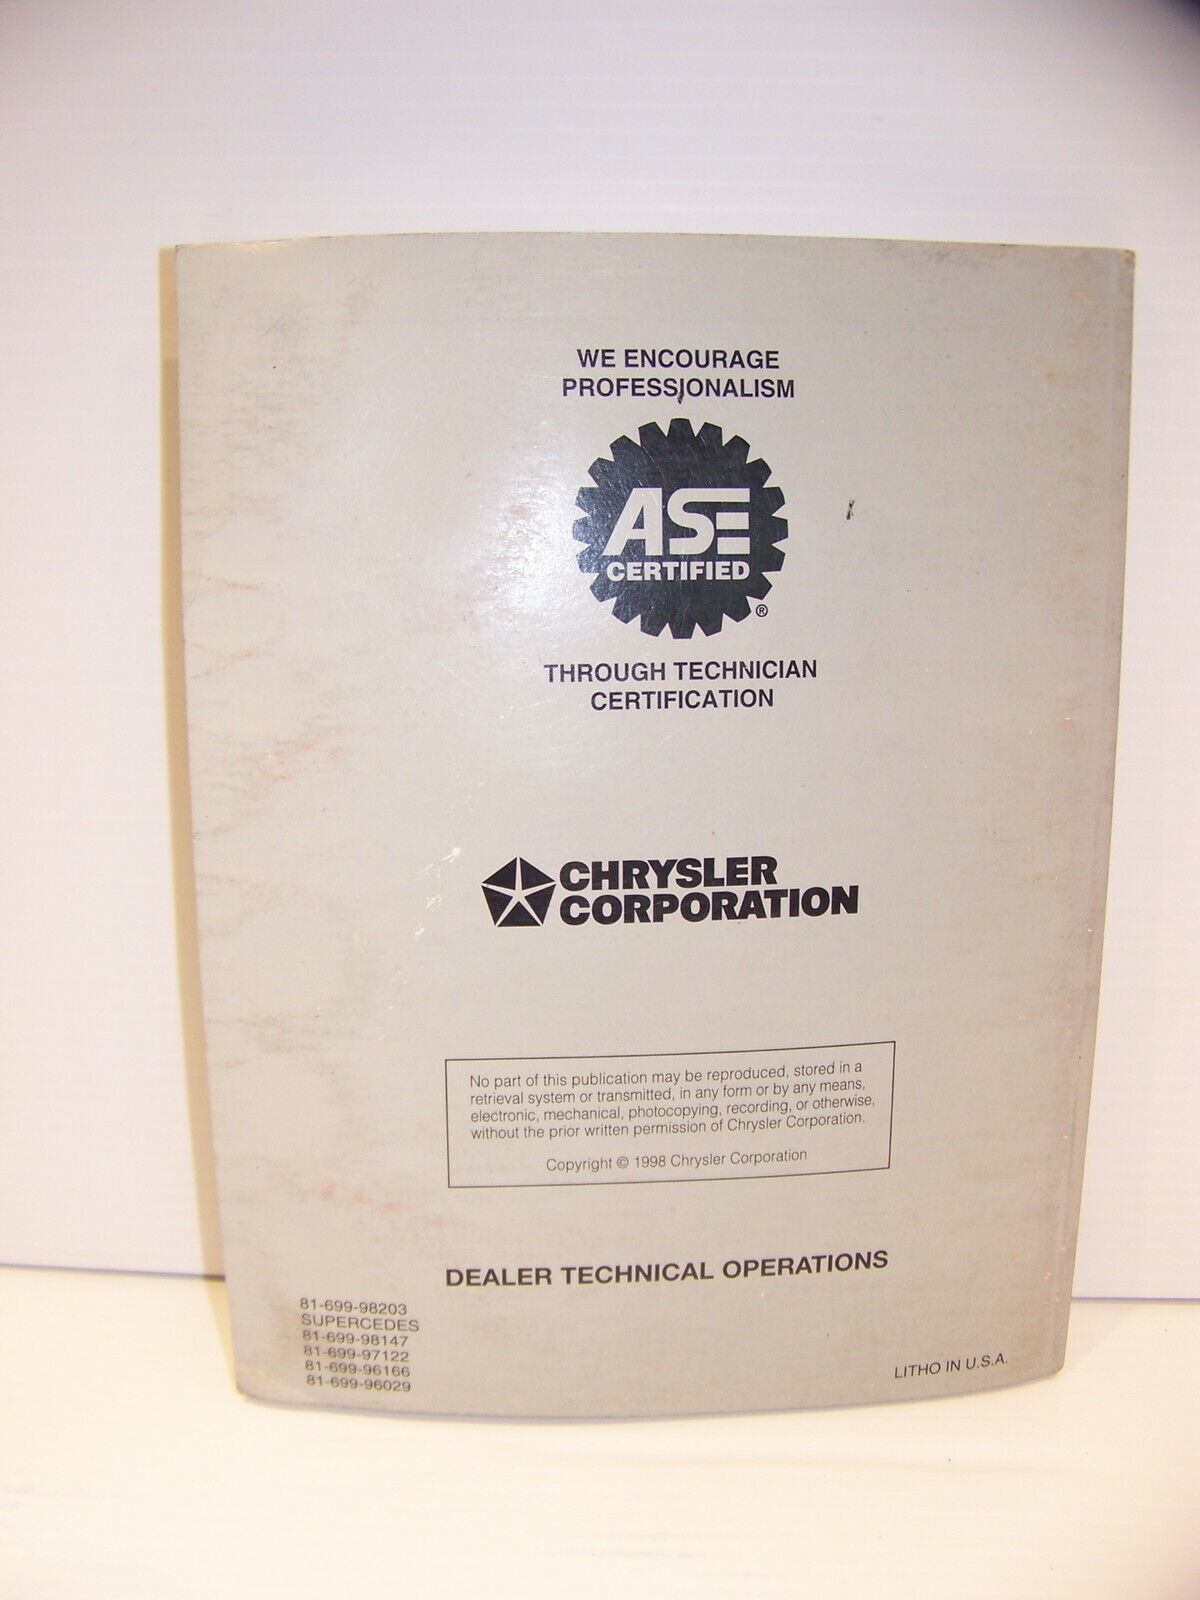 WE ENCOURAGE
PROFESSIONALISM
ASE
CERTIFIED
®
THROUGH TECHNICIAN
CERTIFICATION
CHRYSLER
CORPORATION
No part of this publication may be reproduced, stored in a
retrieval system or transmitted, in any form or by any means,
electronic, mechanical, photocopying, recording, or otherwise,
without the prior written permission of Chrysler Corporation.
Copyright © 1998 Chrysler Corporation
DEALER TECHNICAL OPERATIONS
81-699-98203
SUPERCEDES
81-699-98147
81-699-97122
81-699-96166
81-699-96029
LITHO IN U.S.A.